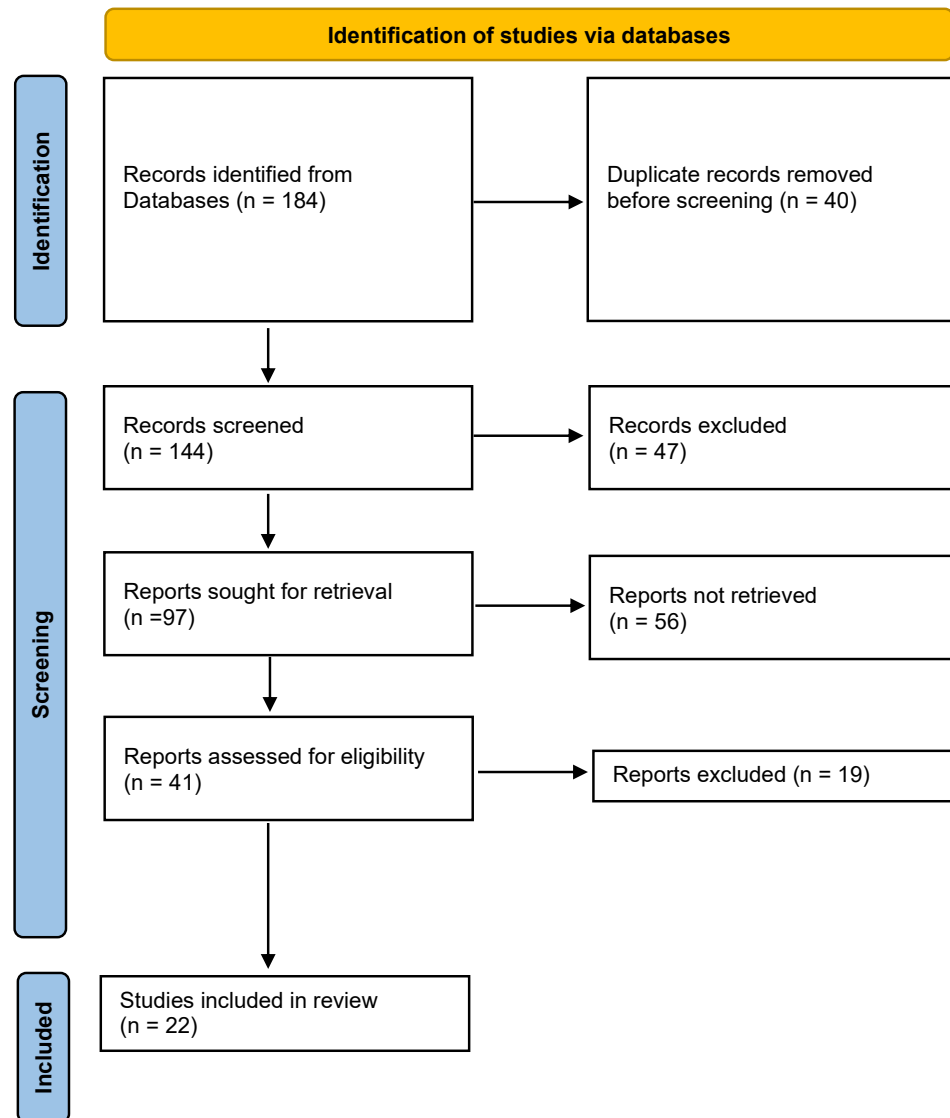 Identification of studies via databases
Identification
Records identified from
Databases (n = 184)
Duplicate records removed
before screening (n = 40)
Screening
Records screened
(n = 144)
Records excluded
(n = 47)
Reports sought for retrieval
(n =97)
Reports not retrieved
(n = 56)
Reports assessed for eligibility
(n = 41)
Reports excluded (n = 19)
Included
Studies included in review
(n = 22)